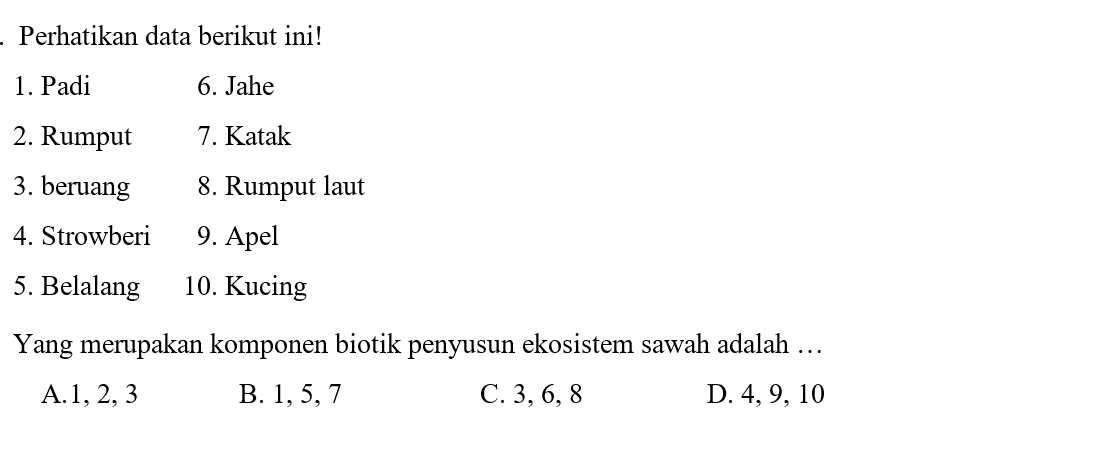 . Perhatikan data berikut ini!
1. Padi 6. Jahe
2. Rumput 7. Katak
3. beruang 8. Rumput laut
4. Strowberi 9. Apel
5. Belalang 10. Kucing
Yang merupakan komponen biotik penyusun ekosistem sawah adalah …
A.1, 2, 3 B. 1, 5, 7 C. 3, 6, 8 D. 4, 9, 10